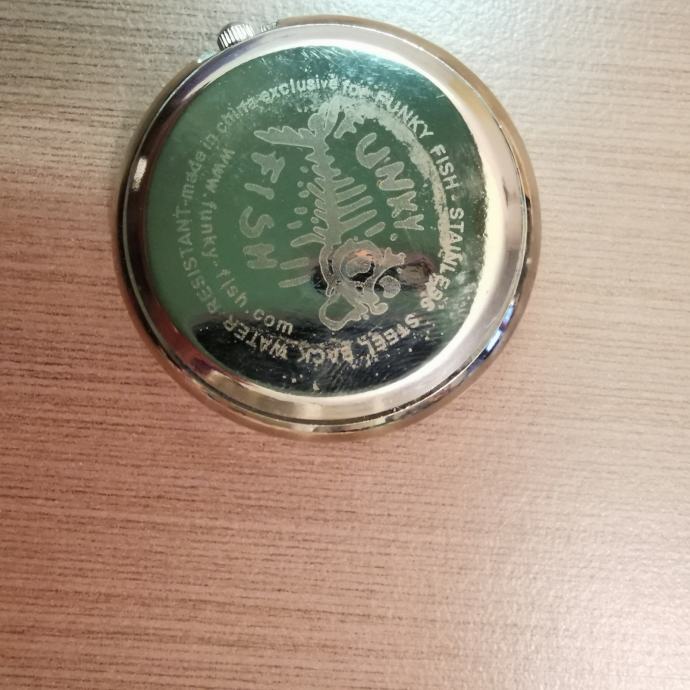 FUNKY
FISH
www.funky-fish.com
made in china exclusive for FUNKY FISH - STAINLESS STEEL BACK WATER RESISTANT -